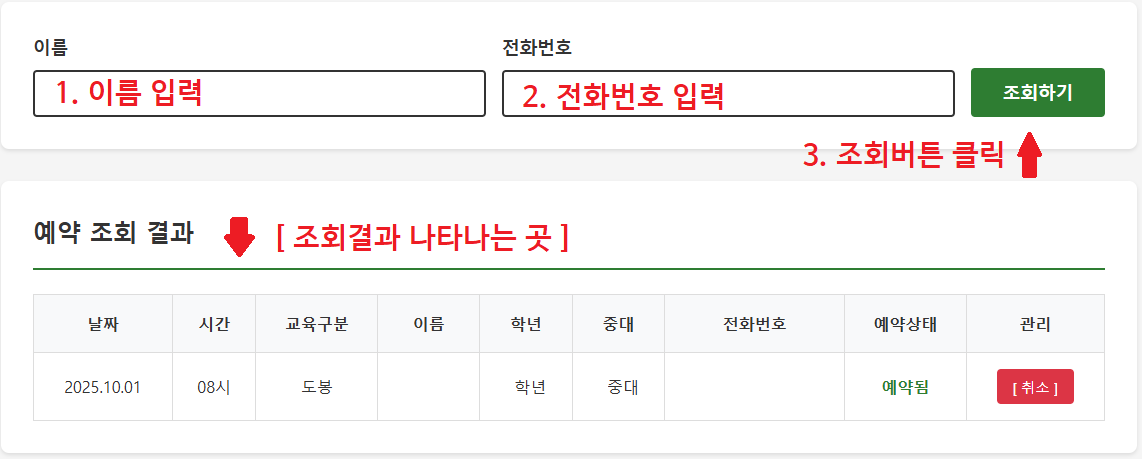 이름 전화번호
1. 이름 입력 2. 전화번호 입력 조회하기
3. 조회버튼 클릭
예약 조회 결과 [ 조회결과 나타나는 곳 ]
날짜 시간 교육구분 이름 학년 중대 전화번호 예약상태 관리
2025.10.01 08시 도봉 학년 중대 예약됨 [ 취소 ]